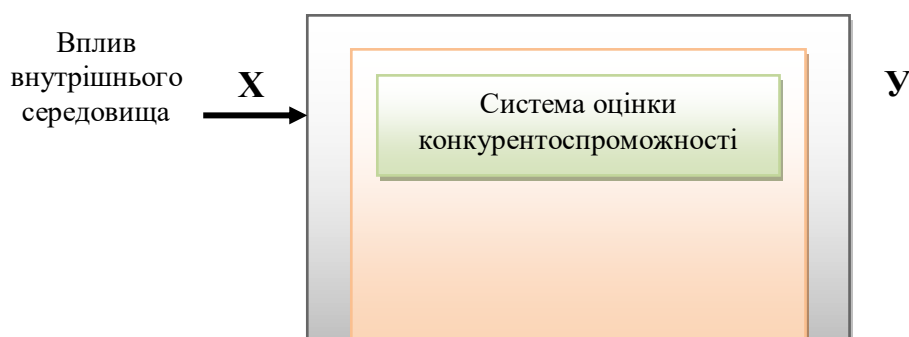 Вплив
внутрішнього
середовища
Х
Система оцінки
конкурентоспроможності
У